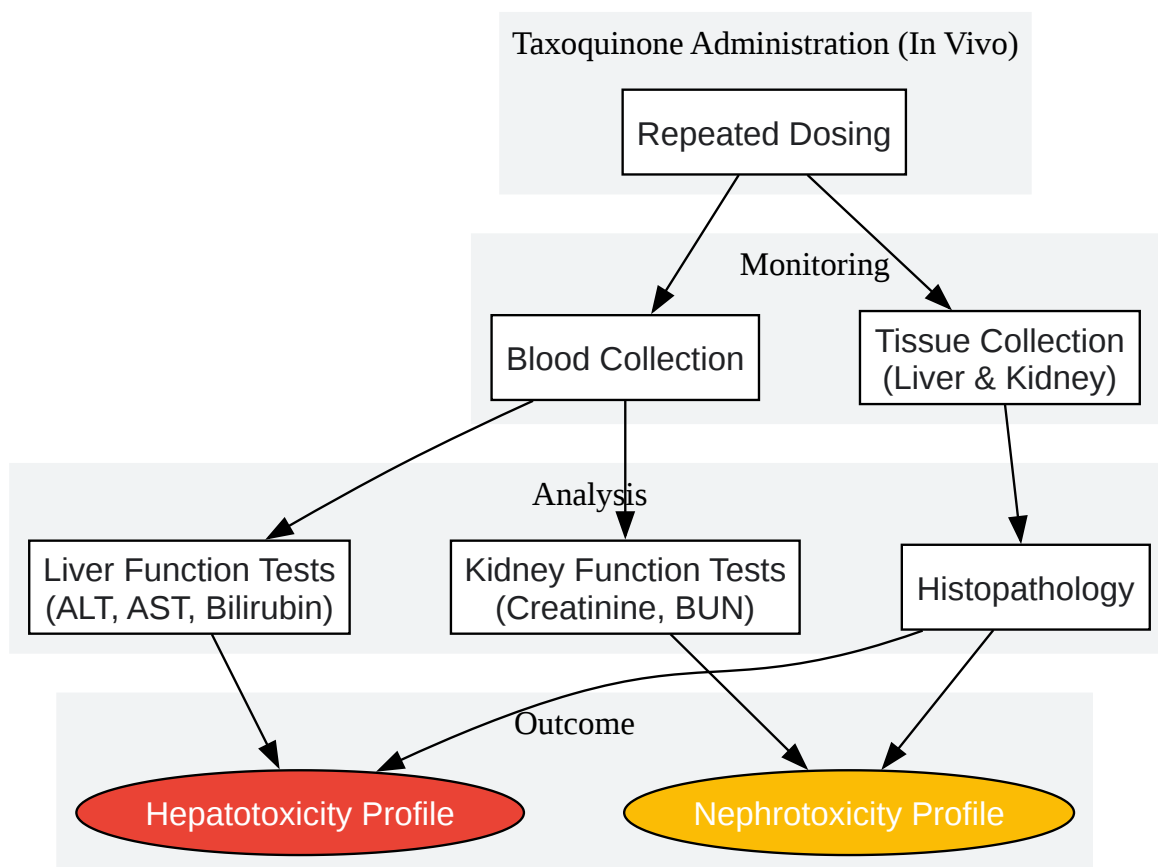 Taxoquinone Administration (In Vivo)
Repeated Dosing
Monitoring
Blood Collection
Tissue Collection
(Liver & Kidney)
Analysis
Liver Function Tests
(ALT, AST, Bilirubin)
Kidney Function Tests
(Creatinine, BUN)
Histopathology
Outcome
Hepatotoxicity Profile
Nephrotoxicity Profile